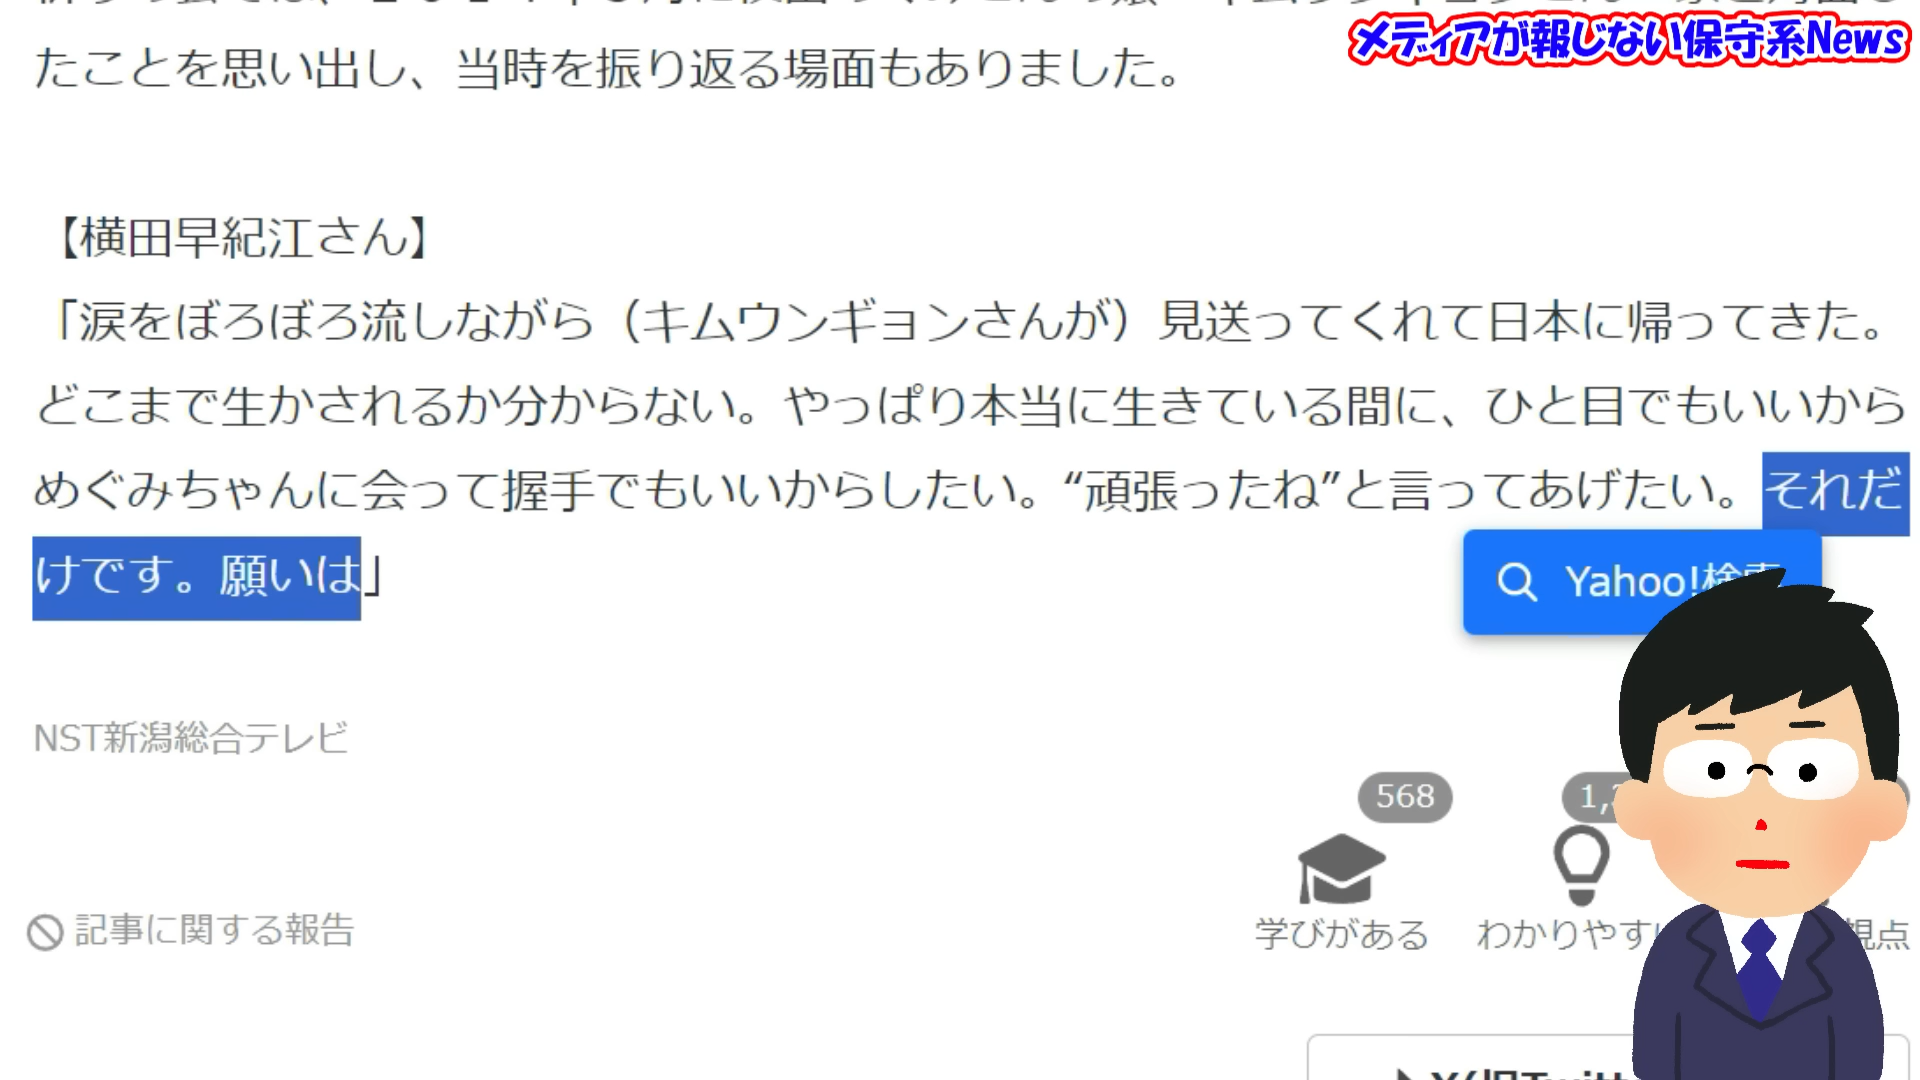 メディアが報じない保守系News
たことを思い出し、当時を振り返る場面もありました。
【横田早紀江さん】
「涙をぼろぼろ流しながら（キムウンギョンさんが）見送ってくれて日本に帰ってきた。
どこまで生かされるか分からない。やっぱり本当に生きている間に、ひと目でもいいから
めぐみちゃんに会って握手でもいいからしたい。“頑張ったね”と言ってあげたい。それだ
けです。願いは」
Yahoo!検索
NST新潟総合テレビ
568
記事に関する報告
学びがある
わかりやす
視点